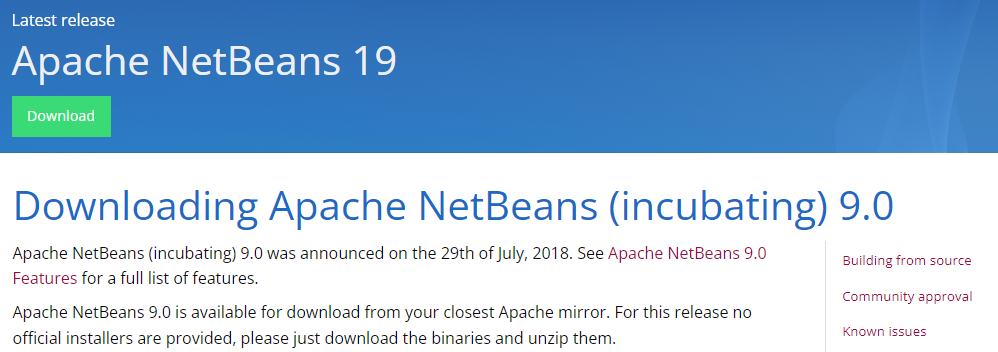 Latest release
Apache NetBeans 19
Download
Downloading Apache NetBeans (incubating) 9.0
Apache NetBeans (incubating) 9.0 was announced on the 29th of July, 2018. See Apache NetBeans 9.0
Features for a full list of features.
Apache NetBeans 9.0 is available for download from your closest Apache mirror. For this release no
official installers are provided, please just download the binaries and unzip them.
Building from source
Community approval
Known issues